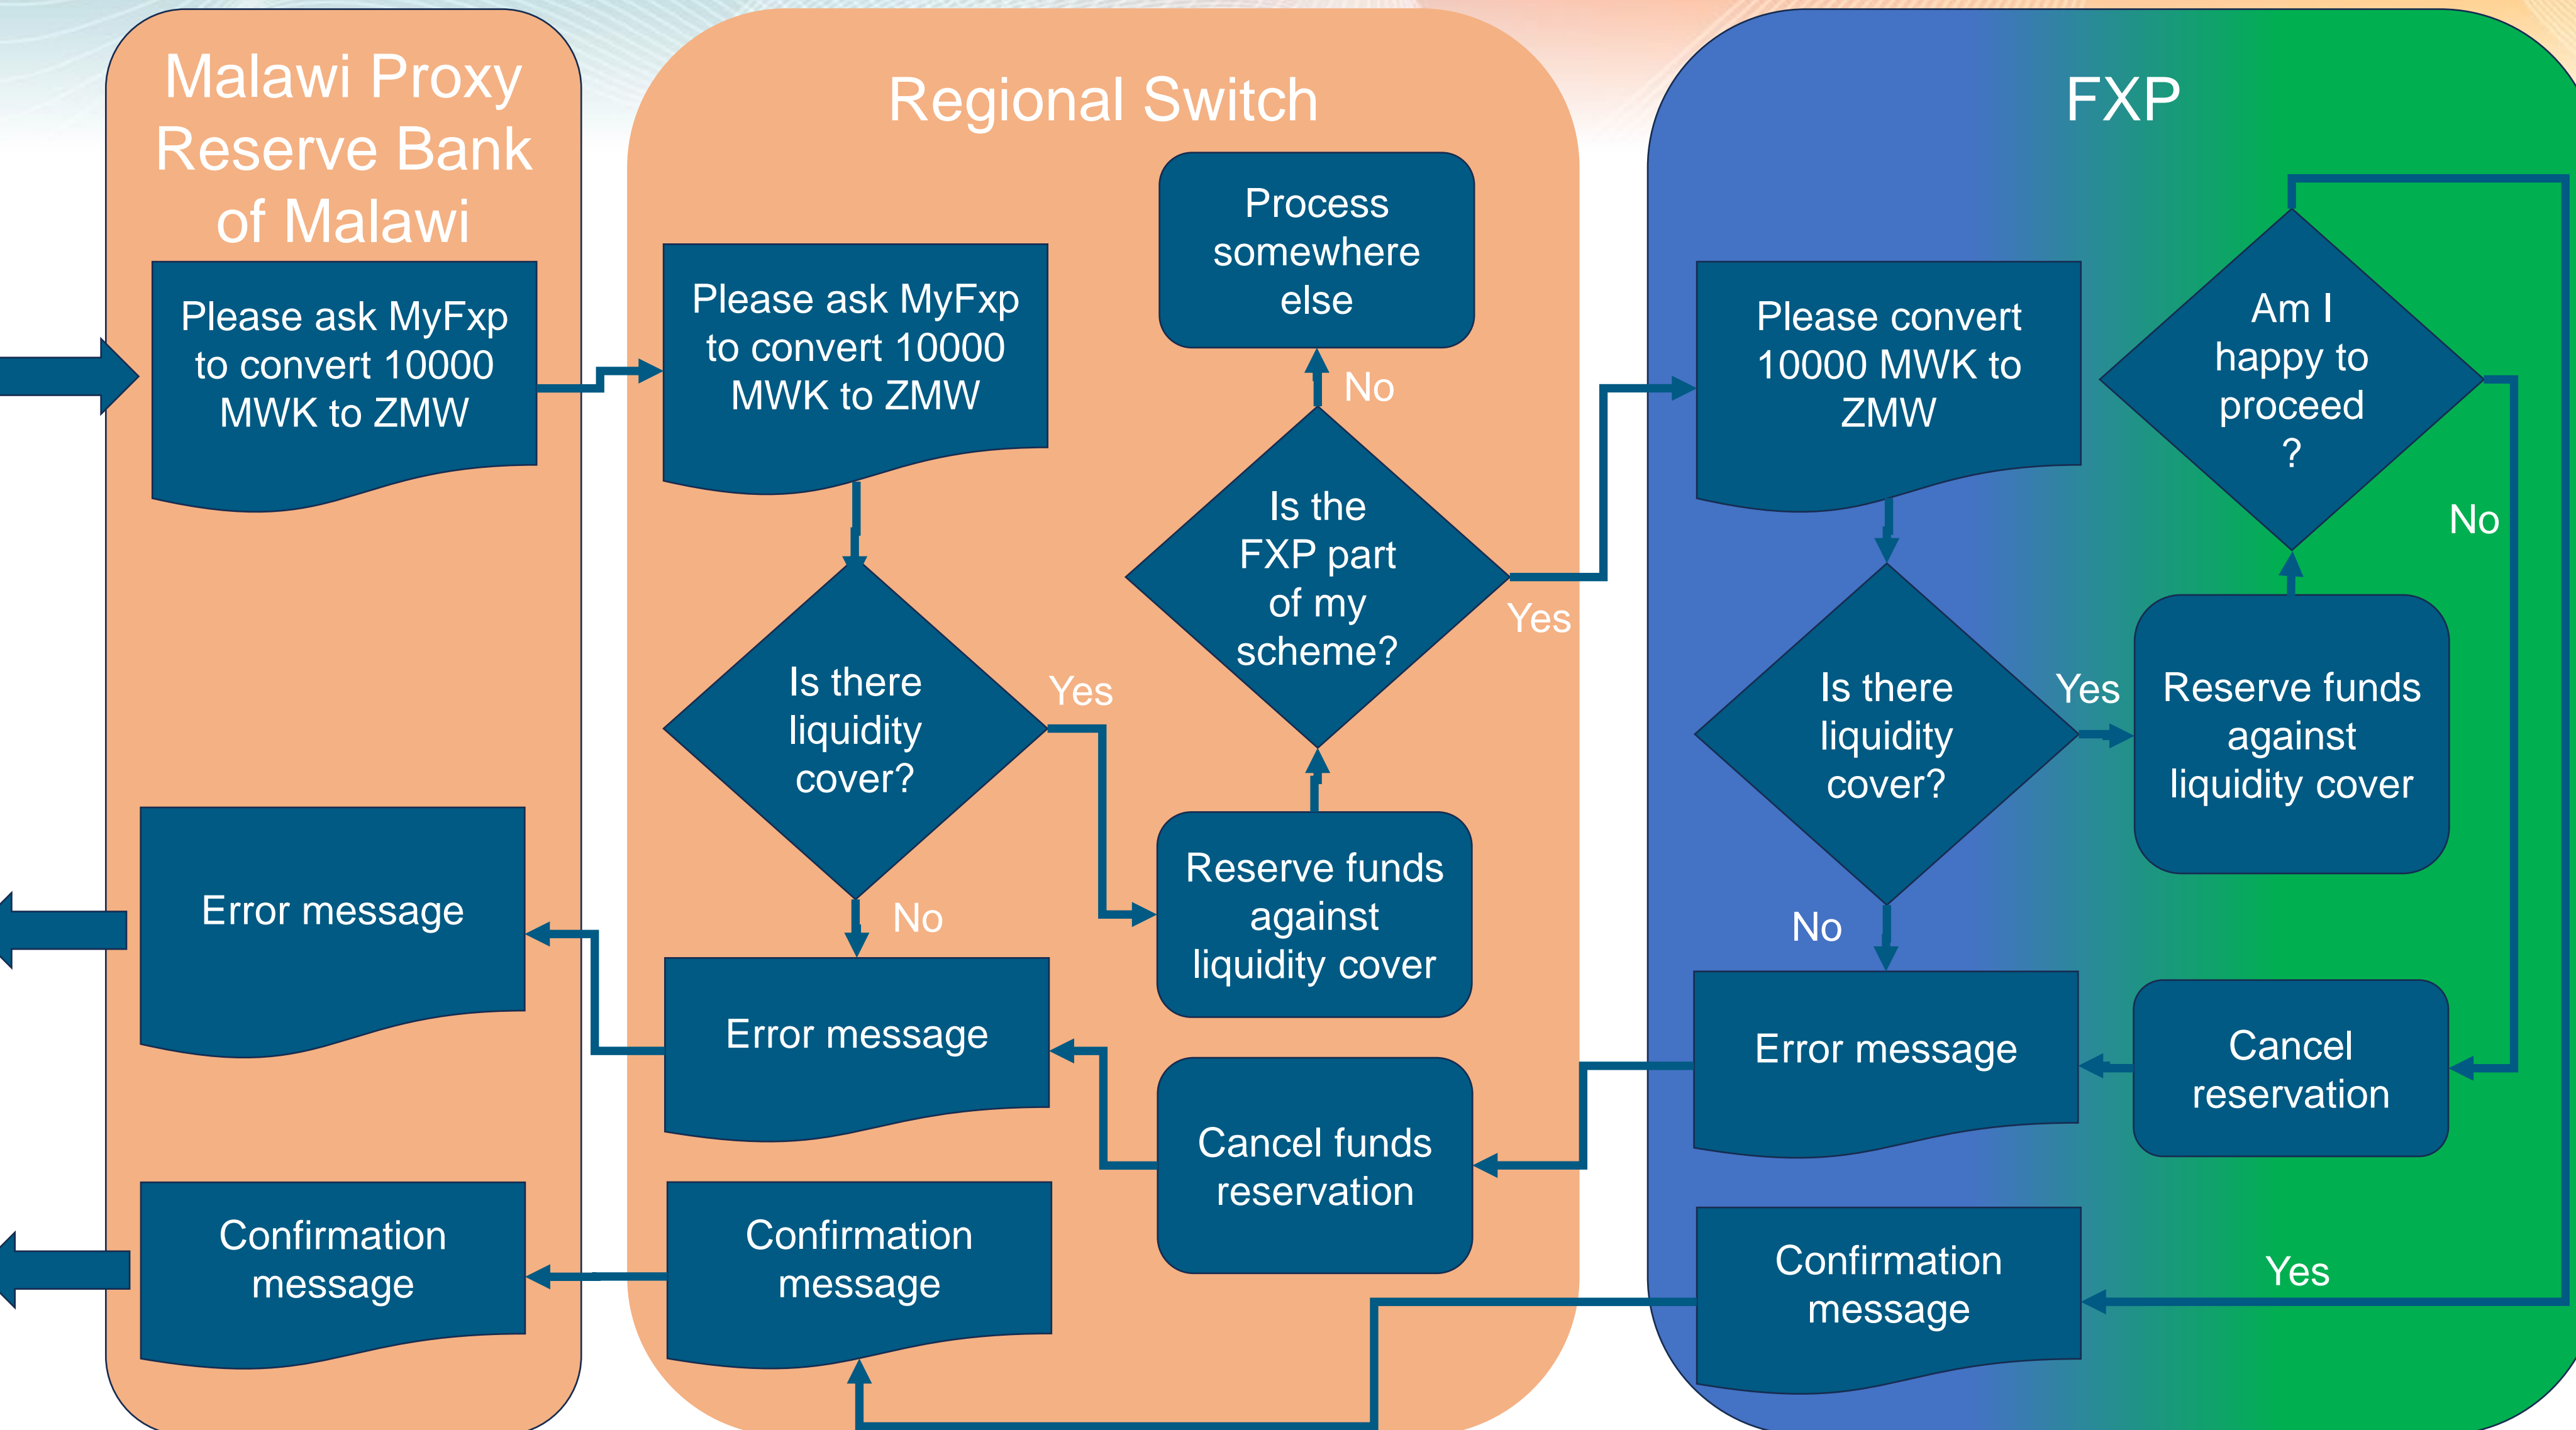 Malawi Proxy
Reserve Bank
of Malawi
Please ask MyFxp
to convert 10000
MWK to ZMW
Error message
Confirmation
message
Regional Switch
Please ask MyFxp
to convert 10000
MWK to ZMW
Is there
liquidity
cover?
Yes
No
Error message
Confirmation
message
Process
somewhere
else
No
Is the
FXP part
of my
scheme?
Yes
Reserve funds
against
liquidity cover
Cancel funds
reservation
FXP
Please convert
10000 MWK to
ZMW
Is there
liquidity
cover?
Yes
No
Error message
Confirmation
message
Am I
happy to
proceed
?
No
Reserve funds
against
liquidity cover
Cancel
reservation
Yes